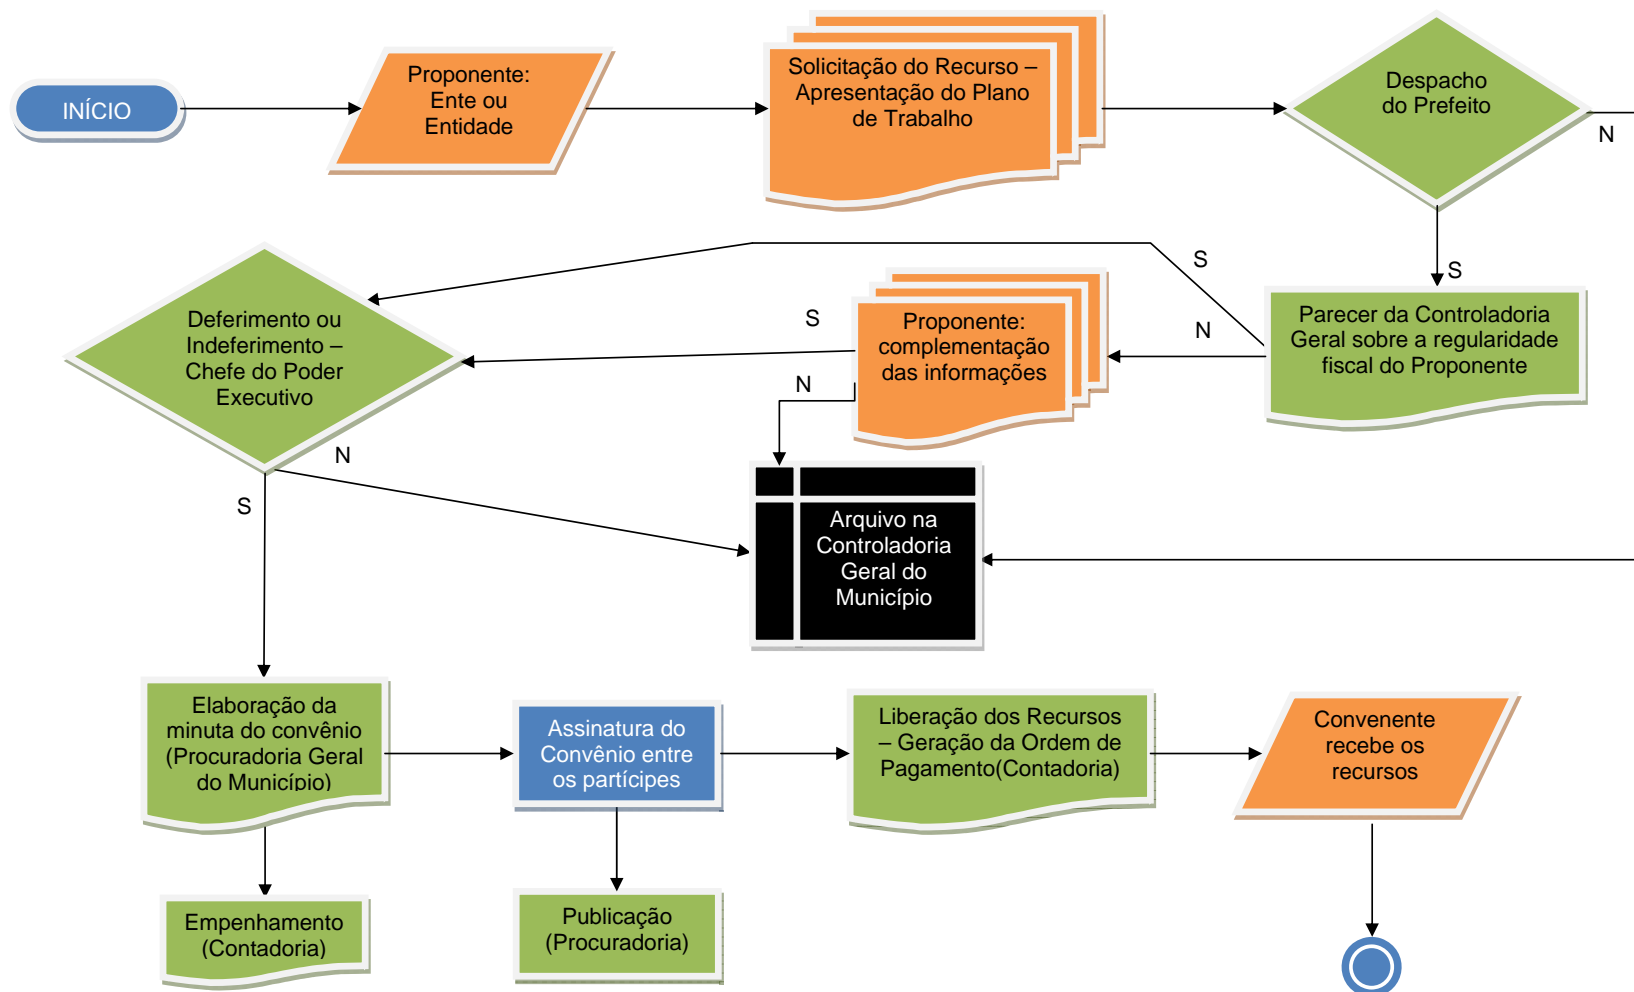 INÍCIO
Proponente:
Ente ou
Entidade
Solicitação do Recurso –
Apresentação do Plano
de Trabalho
Despacho
do Prefeito
N
S
Parecer da Controladoria
Geral sobre a regularidade
fiscal do Proponente
S
N
Proponente:
complementação
das informações
S
N
Deferimento ou
Indeferimento –
Chefe do Poder
Executivo
N
S
Arquivo na
Controladoria
Geral do
Município
Elaboração da
minuta do convênio
(Procuradoria Geral
do Município)
Assinatura do
Convênio entre
os partícipes
Liberação dos Recursos
– Geração da Ordem de
Pagamento(Contadoria)
Convenente
recebe os
recursos
Empenhamento
(Contadoria)
Publicação
(Procuradoria)